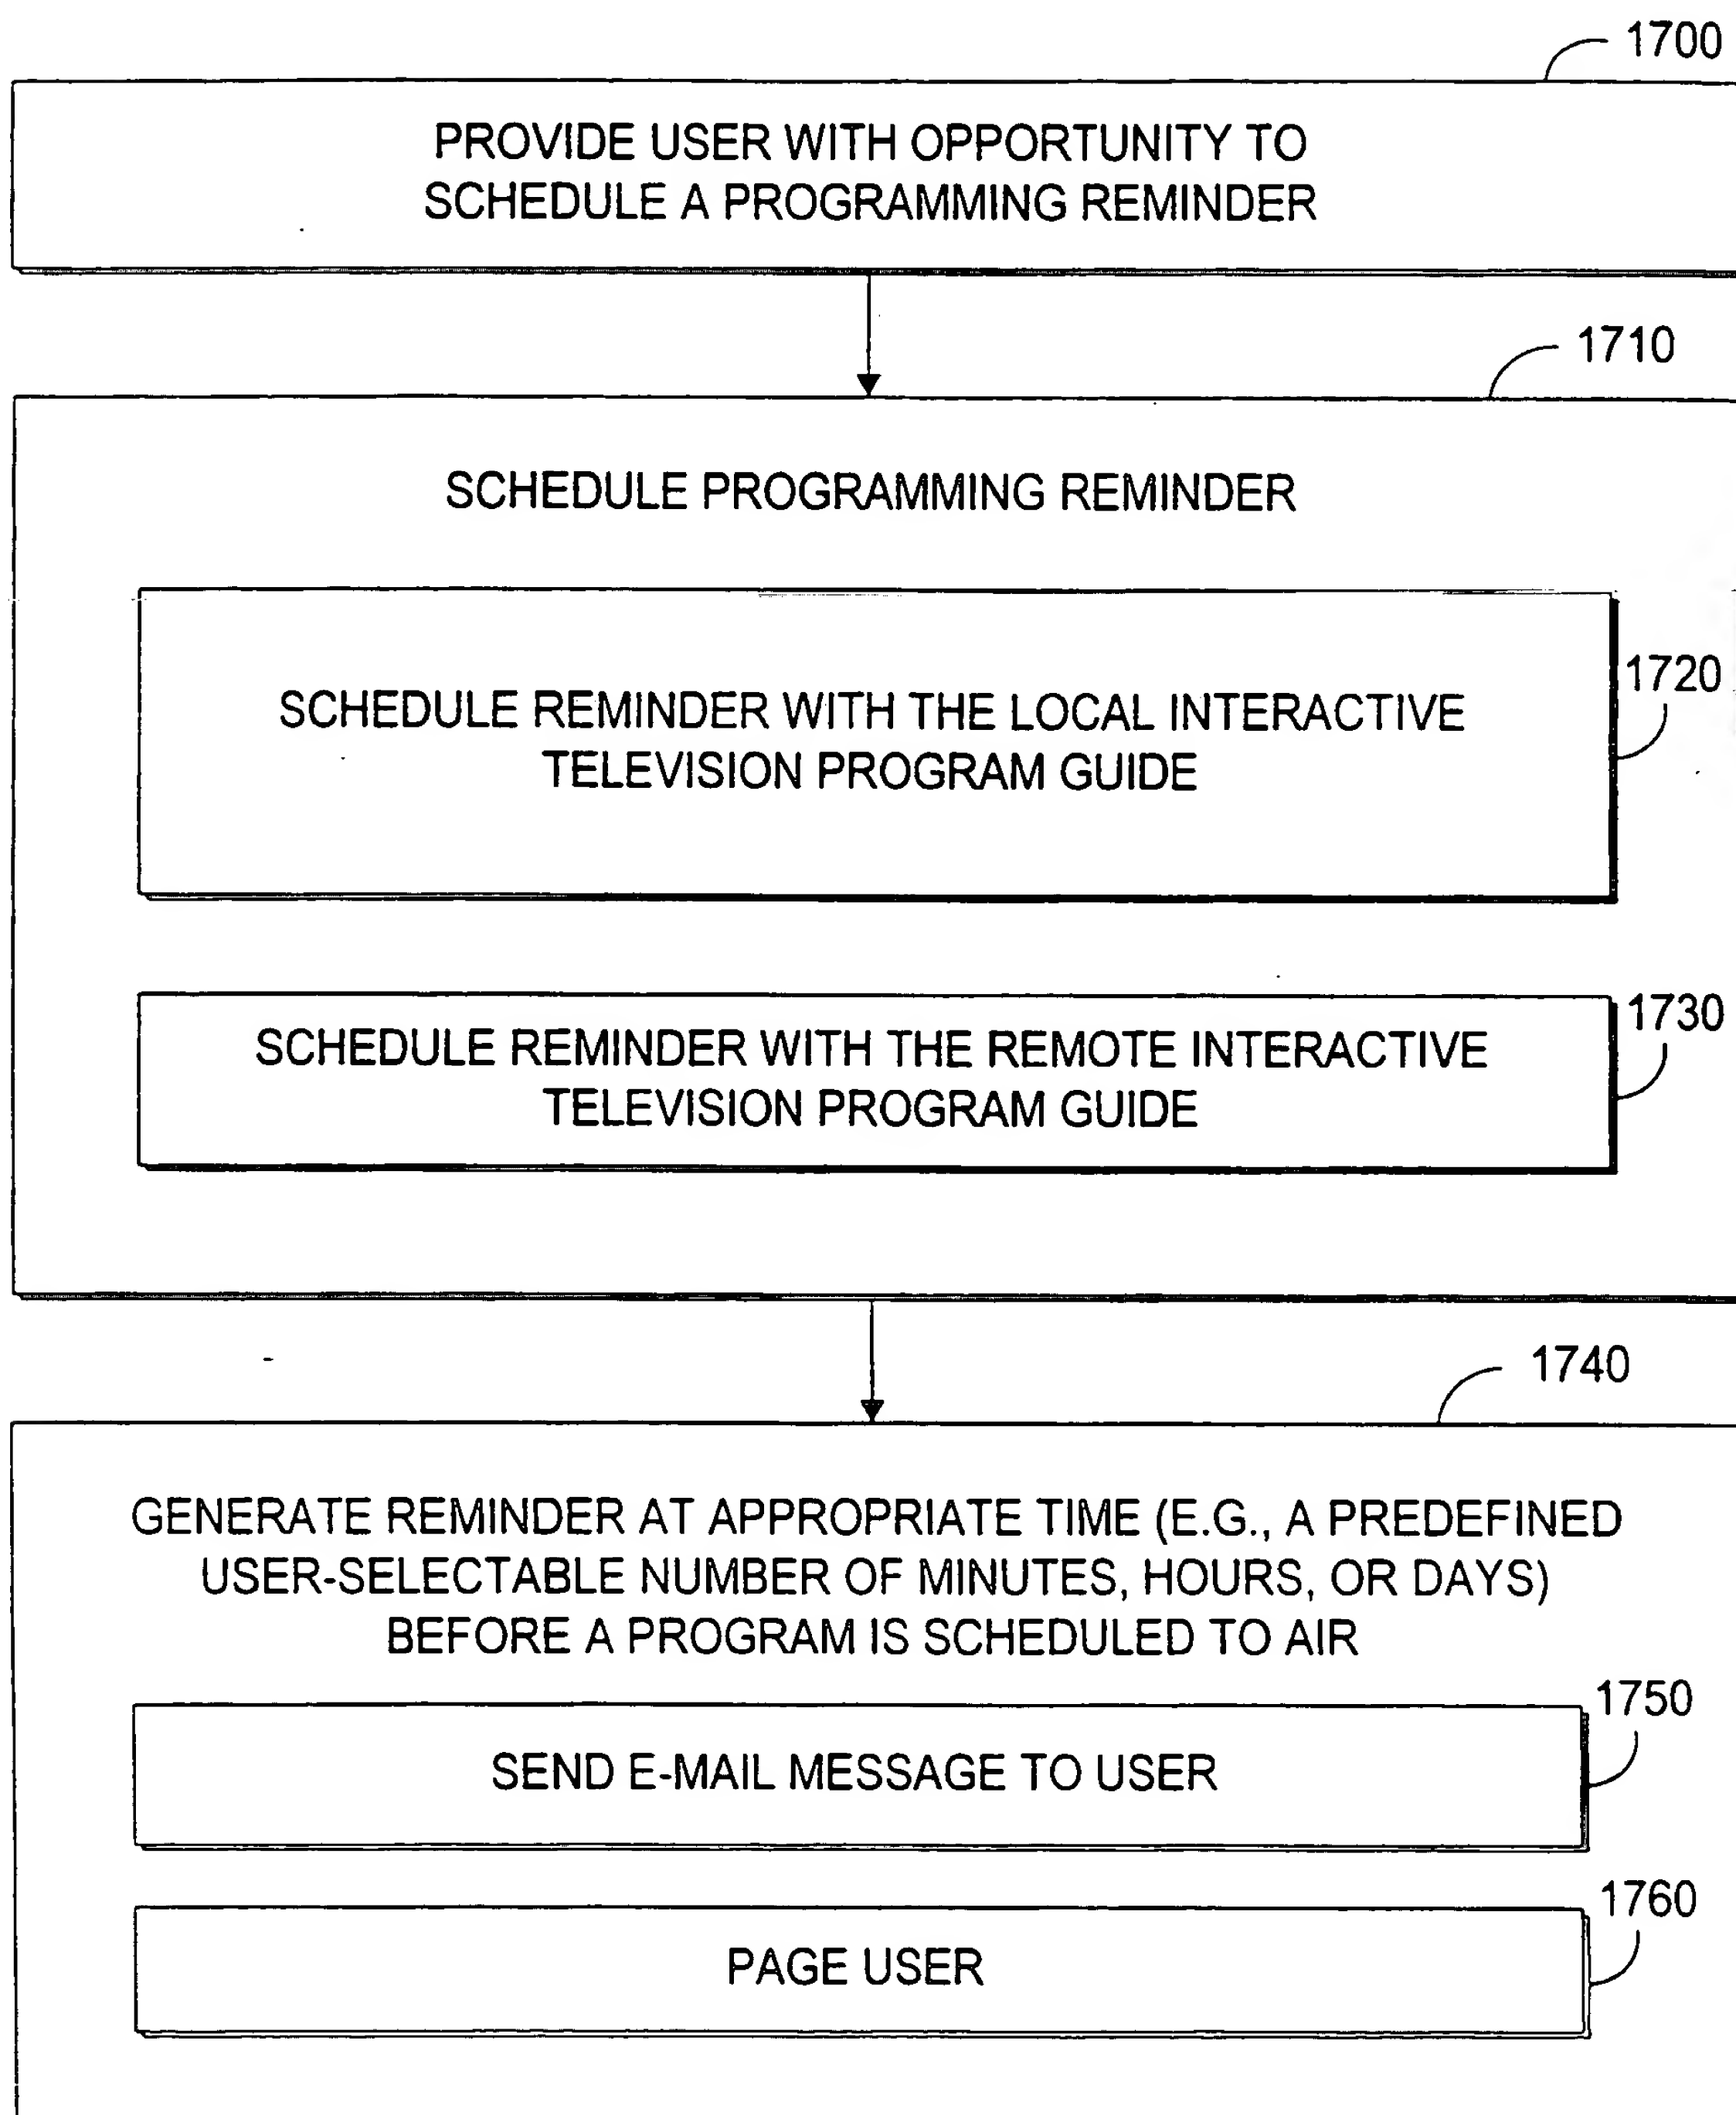 1700
PROVIDE USER WITH OPPORTUNITY TO
SCHEDULE A PROGRAMMING REMINDER
1710
SCHEDULE PROGRAMMING REMINDER
1720
SCHEDULE REMINDER WITH THE LOCAL INTERACTIVE
TELEVISION PROGRAM GUIDE
1730
SCHEDULE REMINDER WITH THE REMOTE INTERACTIVE
TELEVISION PROGRAM GUIDE
1740
GENERATE REMINDER AT APPROPRIATE TIME (E.G., A PREDEFINED
USER-SELECTABLE NUMBER OF MINUTES, HOURS, OR DAYS)
BEFORE A PROGRAM IS SCHEDULED TO AIR
1750
SEND E-MAIL MESSAGE TO USER
1760
PAGE USER